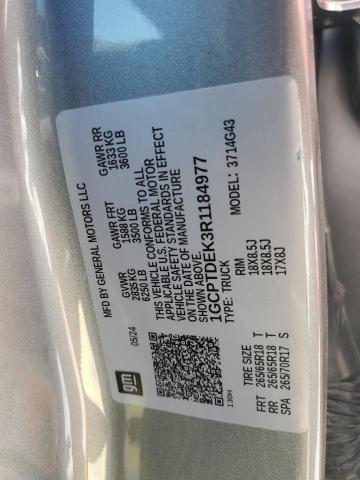 MFD BY GENERAL MOTORS LLC
05/24
GVWR
2835 KG
6250 LB
GAWR FRT
1588 KG
3500 LB
GAWR RR
1633 KG
3600 LB
THIS VEHICLE CONFORMS TO ALL
APPLICABLE U.S. FEDERAL MOTOR
VEHICLE SAFETY STANDARDS IN EFFECT
ON THE DATE OF MANUFACTURE
SHOWN ABOVE.
1GCPTDEK3R1184977
TYPE: TRUCK
MODEL: 3714G43
gm
130H
TIRE SIZE
RIM
FRT 265/65R18 T 18X8.5J
RR 265/65R18 T 18X8.5J
SPA 265/70R17 S 17X8J